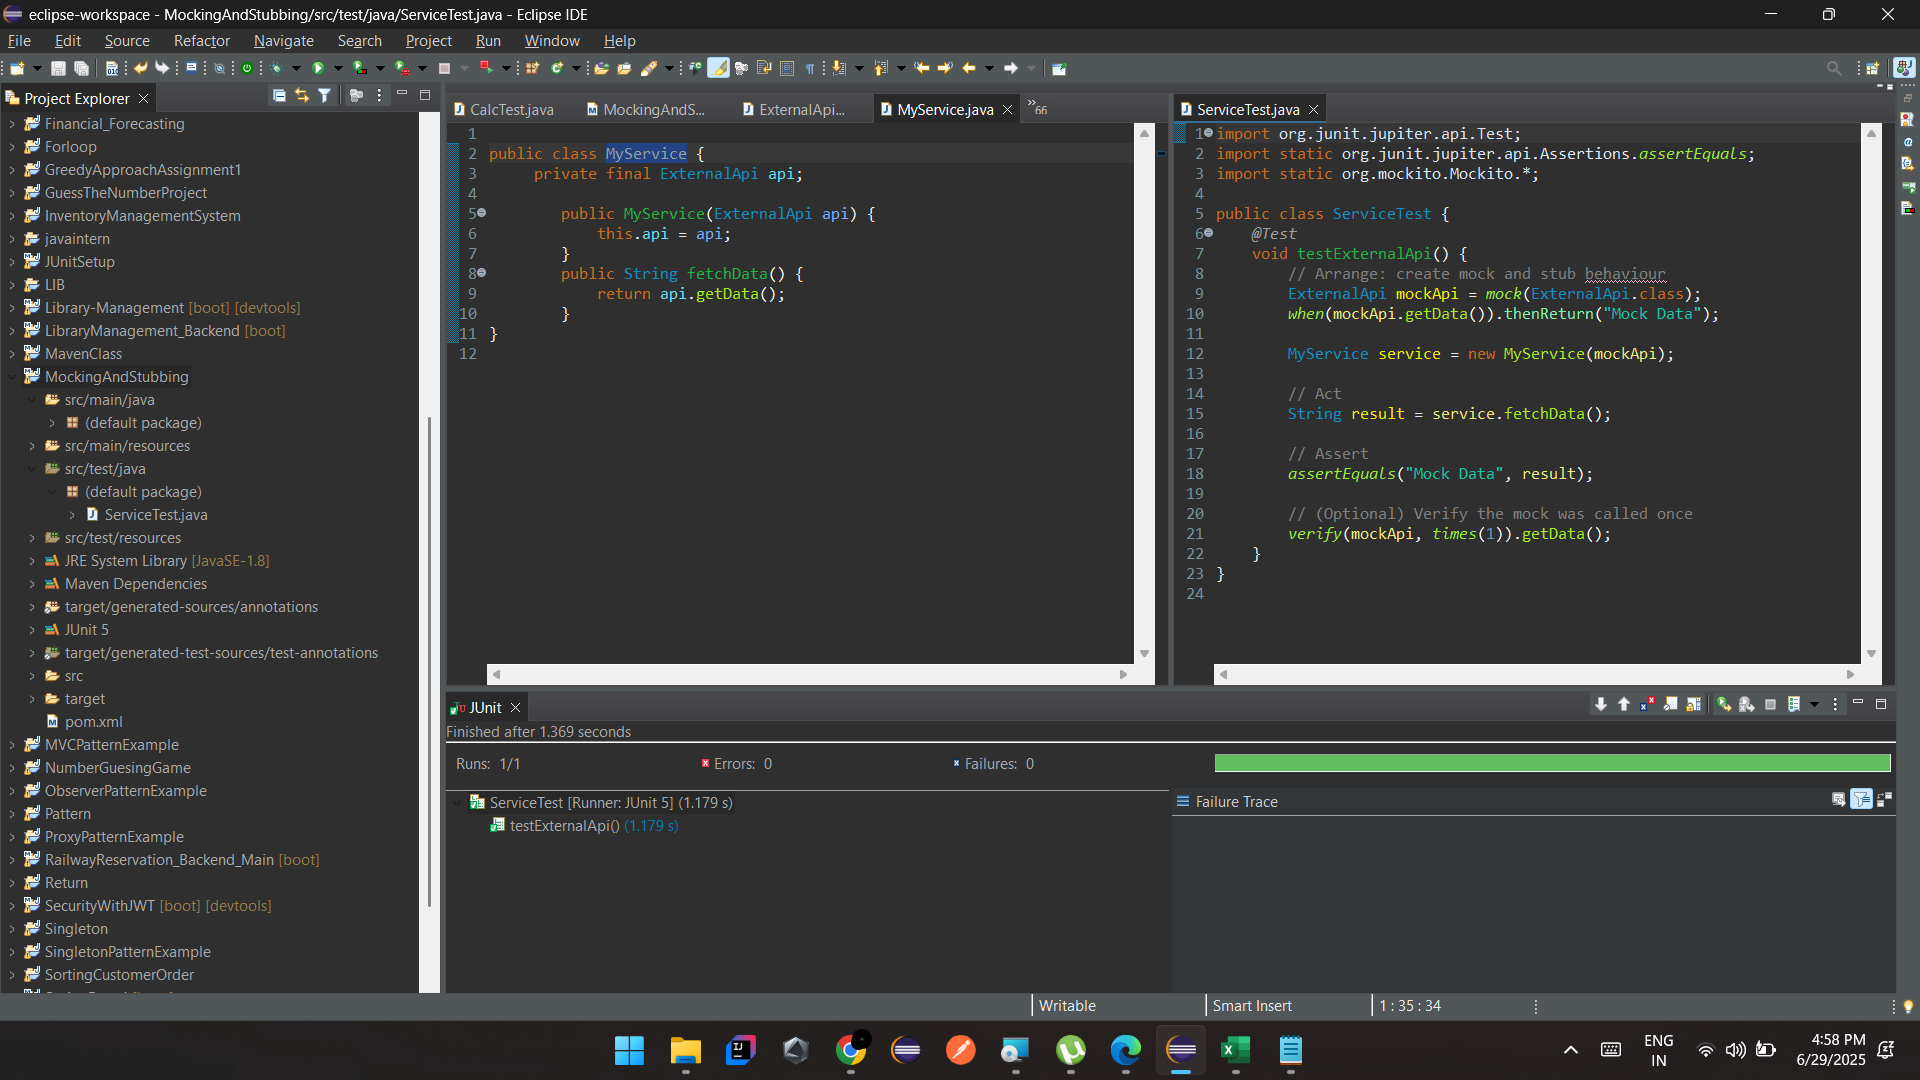 eclipse-workspace - MockingAndStubbing/src/test/java/ServiceTest.java - Eclipse IDE
File Edit Source Refactor Navigate Search Project Run Window Help
Project Explorer
Financial_Forecasting
Forloop
GreedyApproachAssignment1
GuessTheNumberProject
InventoryManagementSystem
javaintern
JUnitSetup
LIB
Library-Management [boot] [devtools]
LibraryManagement_Backend [boot]
MavenClass
MockingAndStubbing
src/main/java
(default package)
src/main/resources
src/test/java
(default package)
ServiceTest.java
src/test/resources
JRE System Library [JavaSE-1.8]
Maven Dependencies
target/generated-sources/annotations
JUnit 5
target/generated-test-sources/test-annotations
src
target
pom.xml
MVCPatternExample
NumberGuesingGame
ObserverPatternExample
Pattern
ProxyPatternExample
RailwayReservation_Backend_Main [boot]
Return
SecurityWithJWT [boot] [devtools]
Singleton
SingletonPatternExample
SortingCustomerOrder
CalcTest.java MockingAndS... ExternalApi... MyService.java »66
1
2 public class MyService {
3 private final ExternalApi api;
4
5 public MyService(ExternalApi api) {
6 this.api = api;
7 }
8 public String fetchData() {
9 return api.getData();
10 }
11 }
12
ServiceTest.java
1 import org.junit.jupiter.api.Test;
2 import static org.junit.jupiter.api.Assertions.assertEquals;
3 import static org.mockito.Mockito.*;
4
5 public class ServiceTest {
6 @Test
7 void testExternalApi() {
8 // Arrange: create mock and stub behaviour
9 ExternalApi mockApi = mock(ExternalApi.class);
10 when(mockApi.getData()).thenReturn("Mock Data");
11
12 MyService service = new MyService(mockApi);
13
14 // Act
15 String result = service.fetchData();
16
17 // Assert
18 assertEquals("Mock Data", result);
19
20 // (Optional) Verify the mock was called once
21 verify(mockApi, times(1)).getData();
22 }
23 }
24
JUnit
Finished after 1.369 seconds
Runs: 1/1 Errors: 0 Failures: 0
ServiceTest [Runner: JUnit 5] (1.179 s)
testExternalApi() (1.179 s)
Failure Trace
Writable Smart Insert 1 : 35 : 34
ENG
IN
4:58 PM
6/29/2025